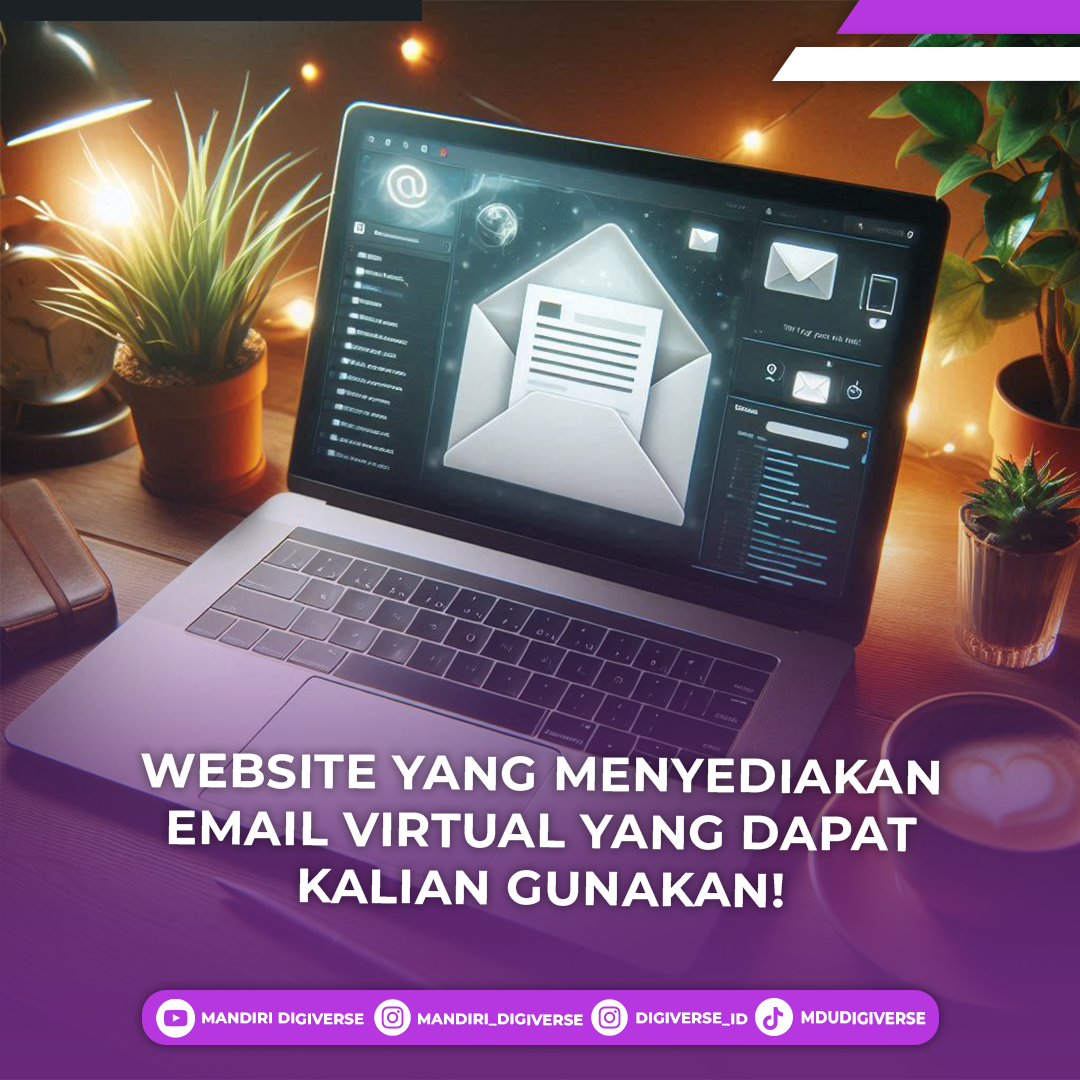 WEBSITE YANG MENYEDIAKAN
EMAIL VIRTUAL YANG DAPAT
KALIAN GUNAKAN!
MANDIRI DIGIVERSE MANDIRI_DIGIVERSE DIGIVERSE_ID MDUDIGIVERSE